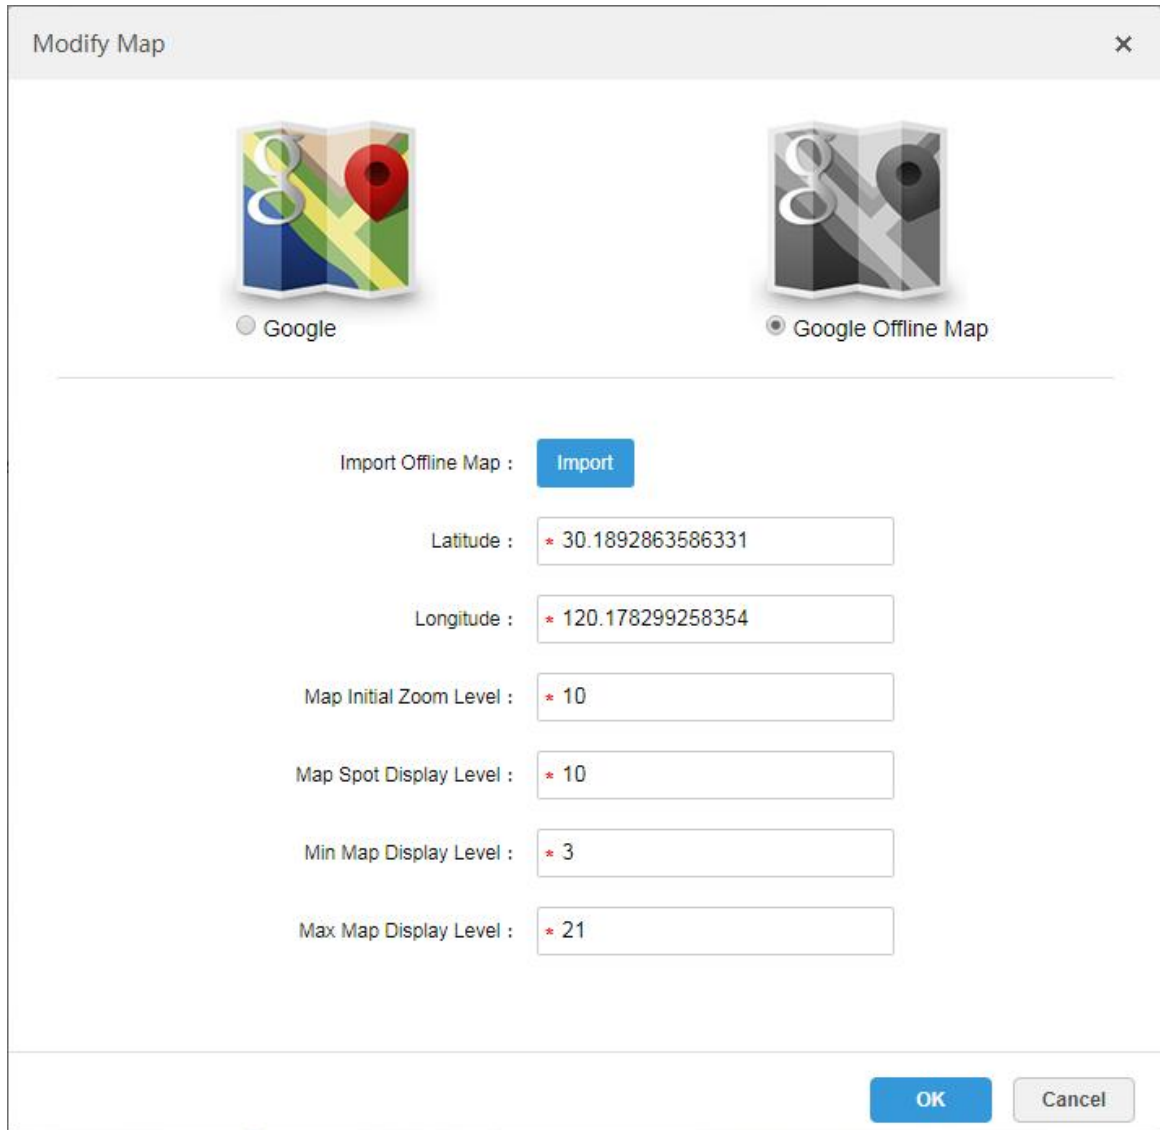 Modify Map ×
g g
Google Google Offline Map
Import Offline Map : Import
Latitude : * 30.1892863586331
Longitude : * 120.178299258354
Map Initial Zoom Level : * 10
Map Spot Display Level : * 10
Min Map Display Level : * 3
Max Map Display Level : * 21
OK Cancel